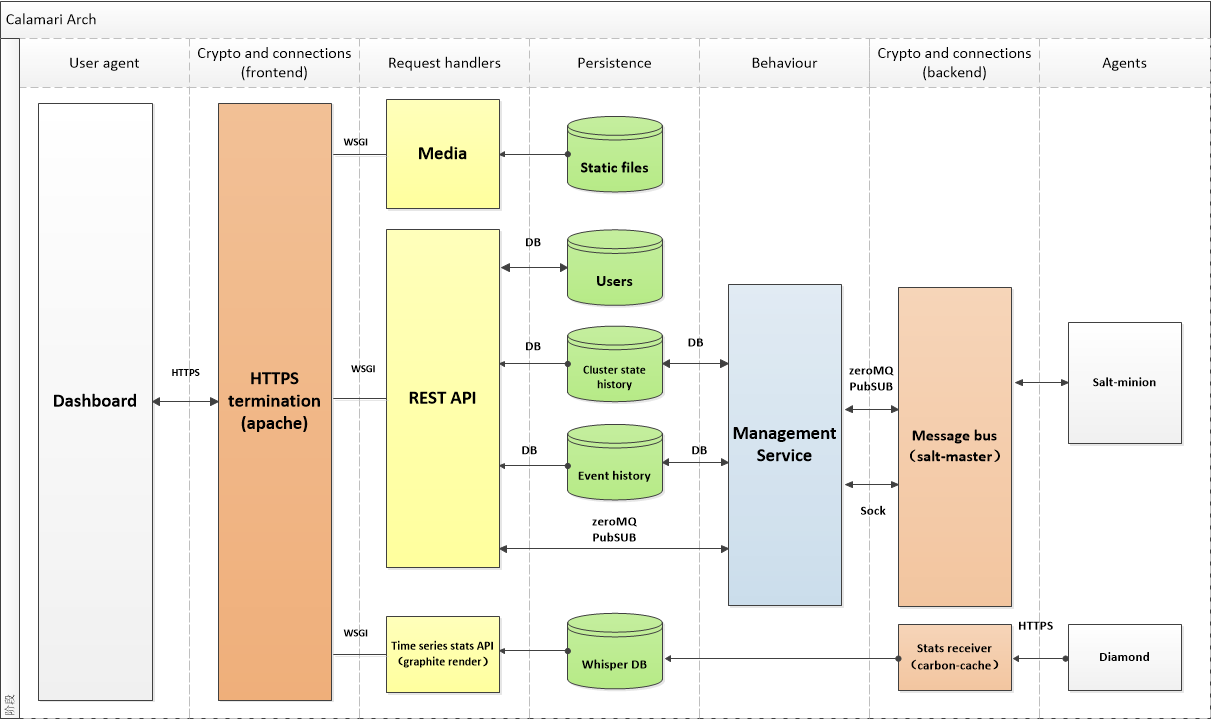 Calamari Arch
User agent
Crypto and connections
(frontend)
Request handlers
Persistence
Behaviour
Crypto and connections
(backend)
Agents
Dashboard
HTTPS
HTTPS
termination
(apache)
WSGI
Media
Static files
WSGI
REST API
DB
Users
DB
Cluster state
history
DB
DB
Event history
DB
zeroMQ
PubSUB
Management
Service
zeroMQ
PubSUB
Sock
Message bus
（salt-master）
Salt-minion
WSGI
Time series stats API
（graphite render）
Whisper DB
Stats receiver
（carbon-cache）
HTTPS
Diamond
阶段